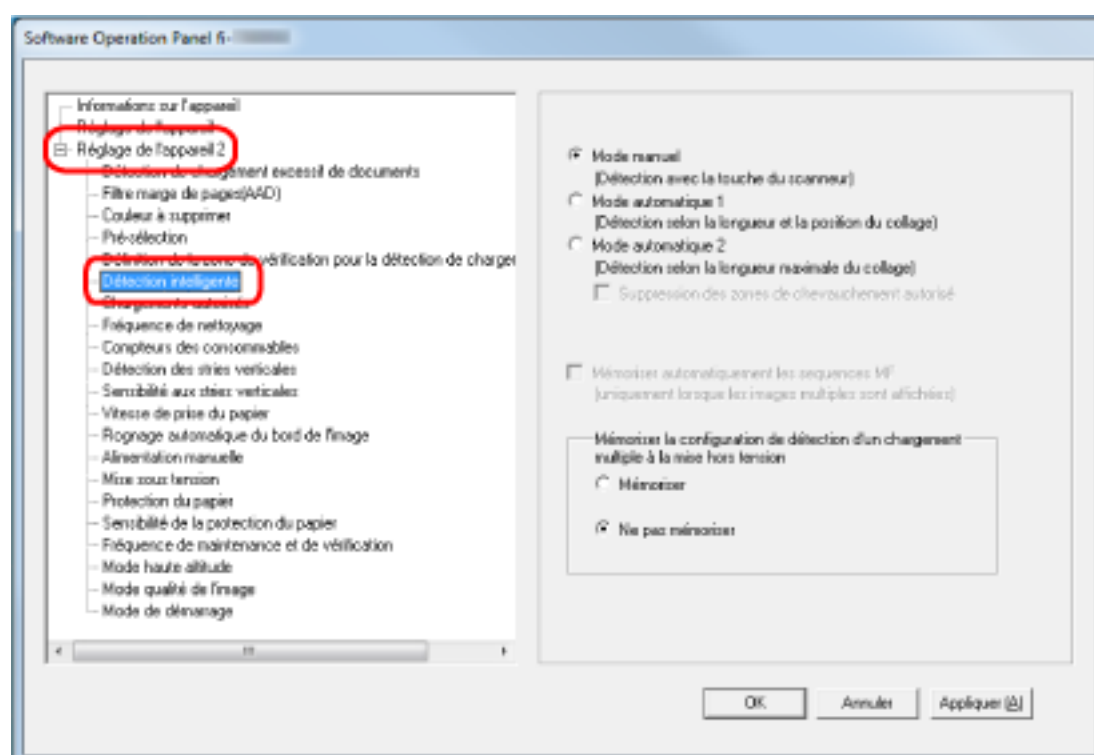 Software Operation Panel fi-
Informations sur l'appareil
Réglage de l'appareil
Réglage de l'appareil 2
Détection de chargement excessif de documents
Filtre marge de pages(AAD)
Couleur à supprimer
Pré-sélection
Définition de la zone de vérification pour la détection de charger
Détection intelligente
Chargements autorisés
Fréquence de nettoyage
Compteurs des consommables
Détection des stries verticales
Sensibilité aux stries verticales
Vitesse de prise du papier
Rognage automatique du bord de l'image
Alimentation manuelle
Mise sous tension
Protection du papier
Sensibilité de la protection du papier
Fréquence de maintenance et de vérification
Mode haute altitude
Mode qualité de l'image
Mode de démarrage
Mode manuel
(Détection avec la touche du scanneur)
Mode automatique 1
(Détection selon la longueur et la position du collage)
Mode automatique 2
(Détection selon la longueur maximale du collage)
Suppression des zones de chevauchement autorisé
Mémoriser automatiquement les sequences MF
(uniquement lorsque les images multiples sont affichées)
Mémoriser la configuration de détection d'un chargement
multiple à la mise hors tension
Mémoriser
Ne pas mémoriser
OK
Annuler
Appliquer (A)